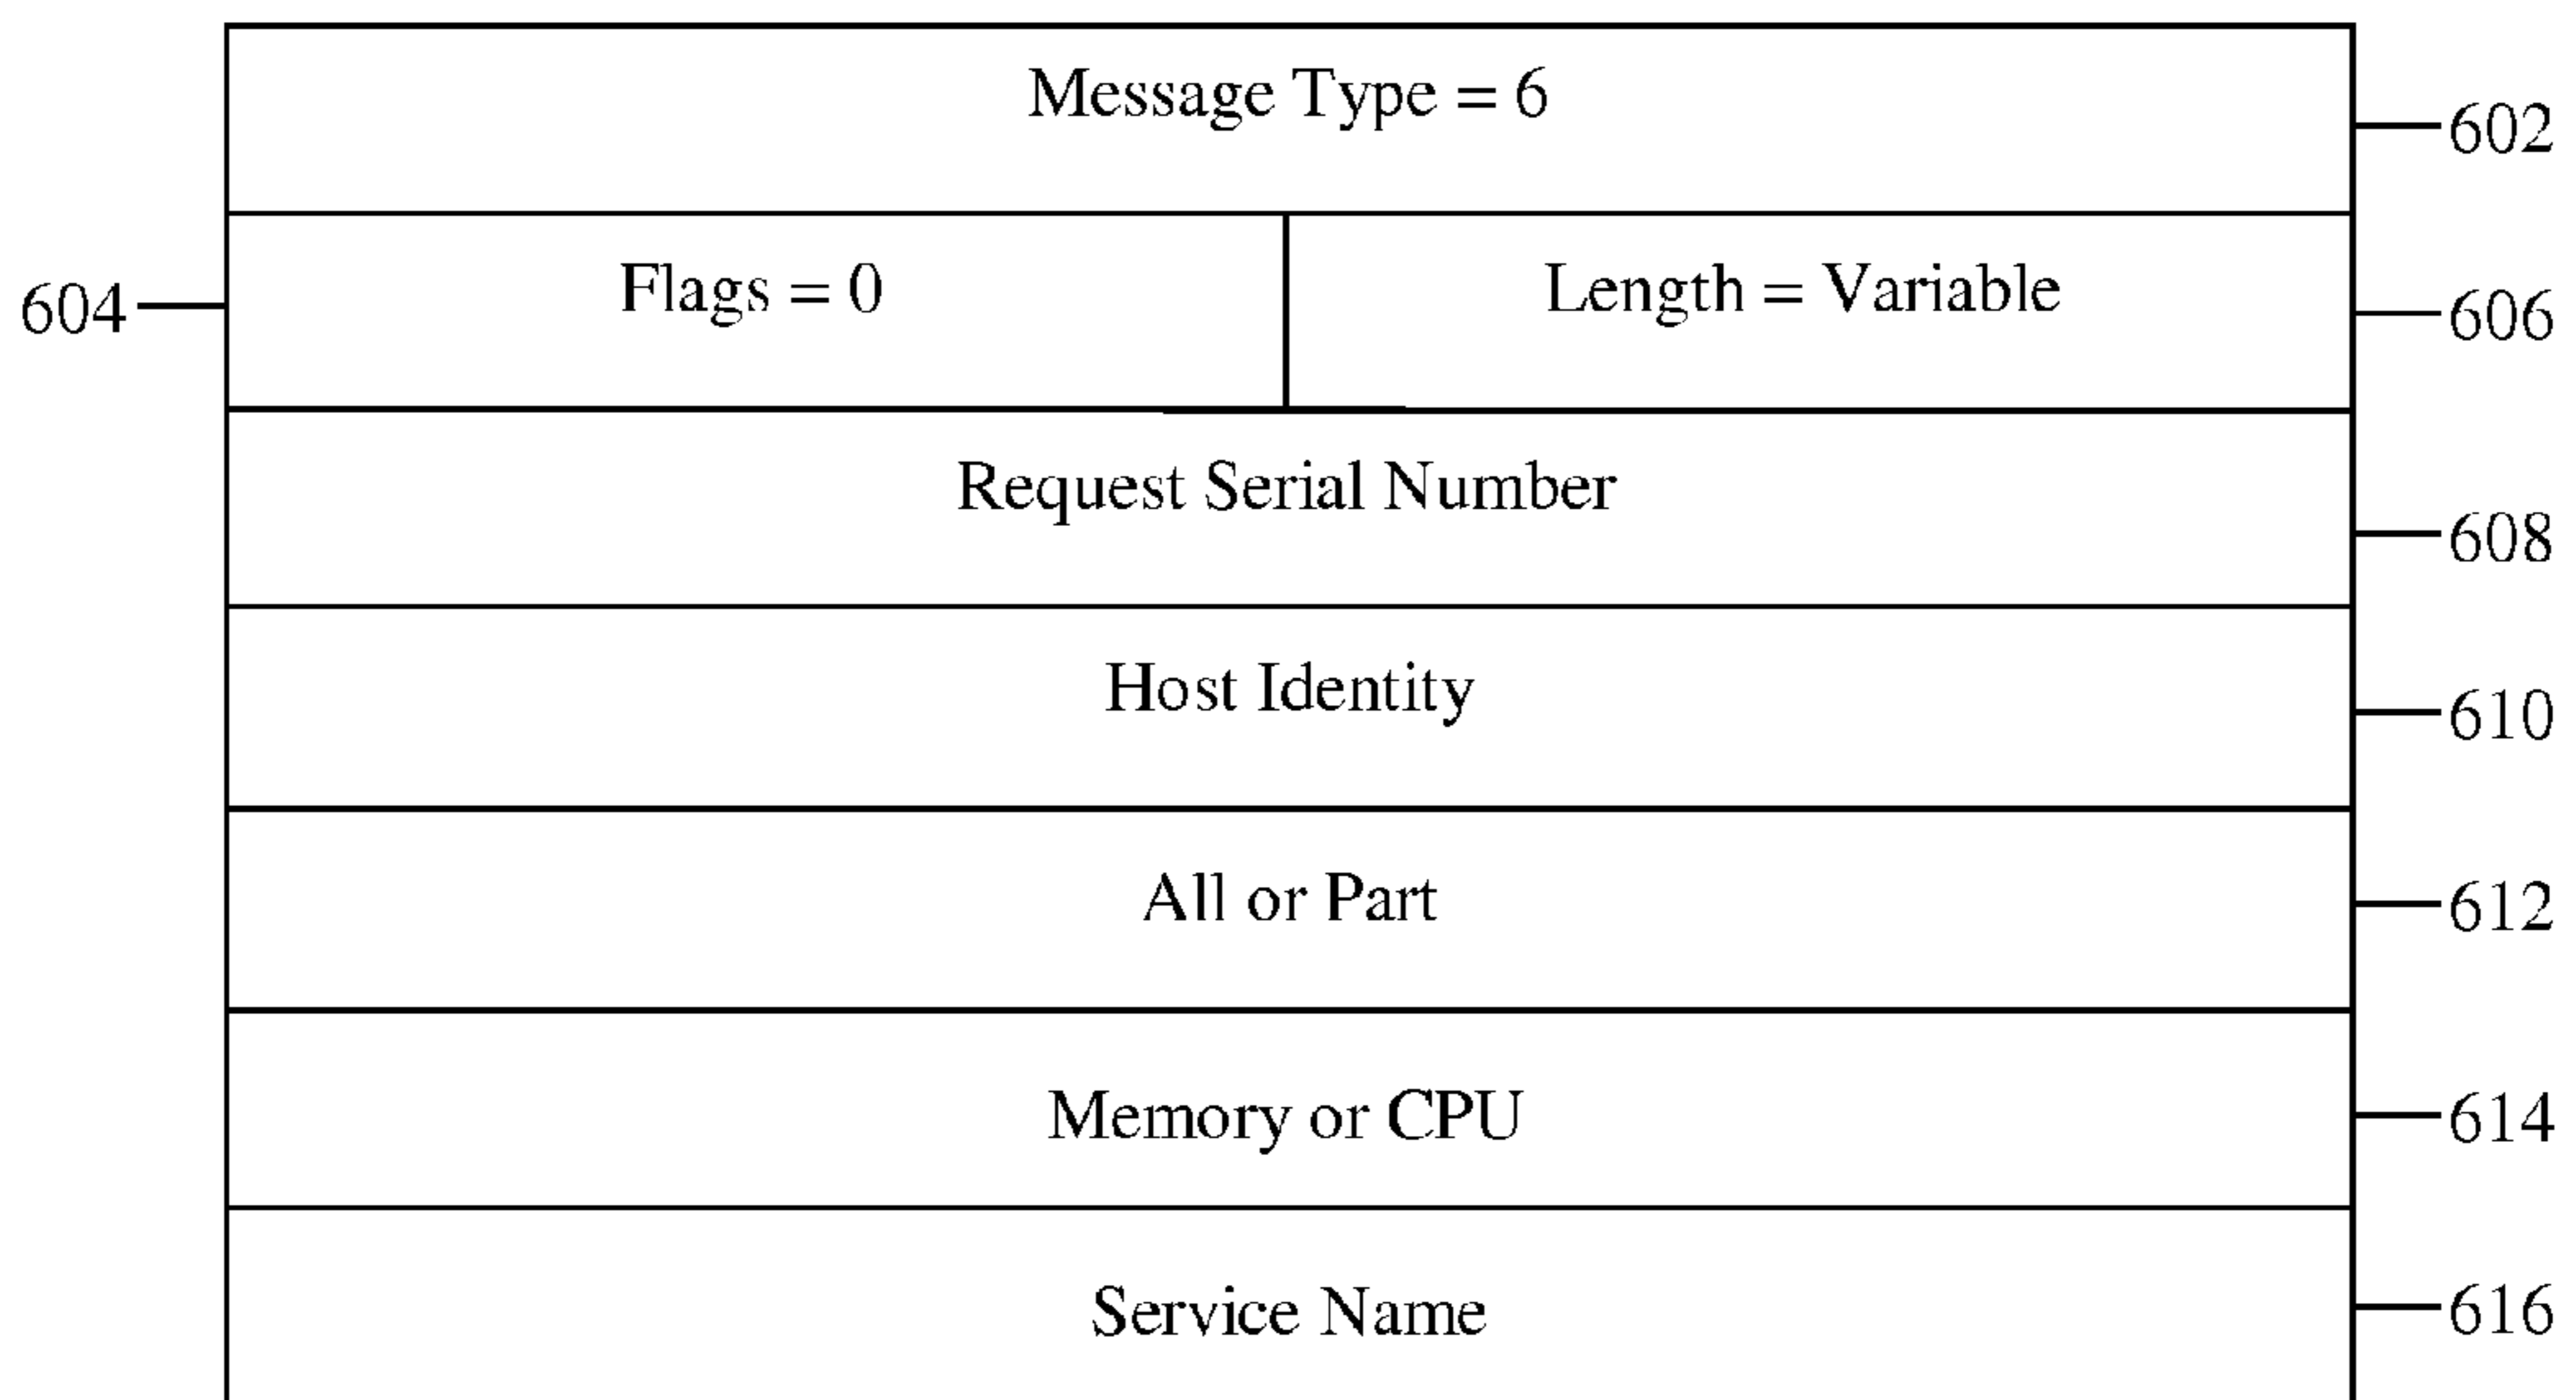 Message Type = 6
602
604
Flags = 0
Length = Variable
606
Request Serial Number
608
Host Identity
610
All or Part
612
Memory or CPU
614
Service Name
616